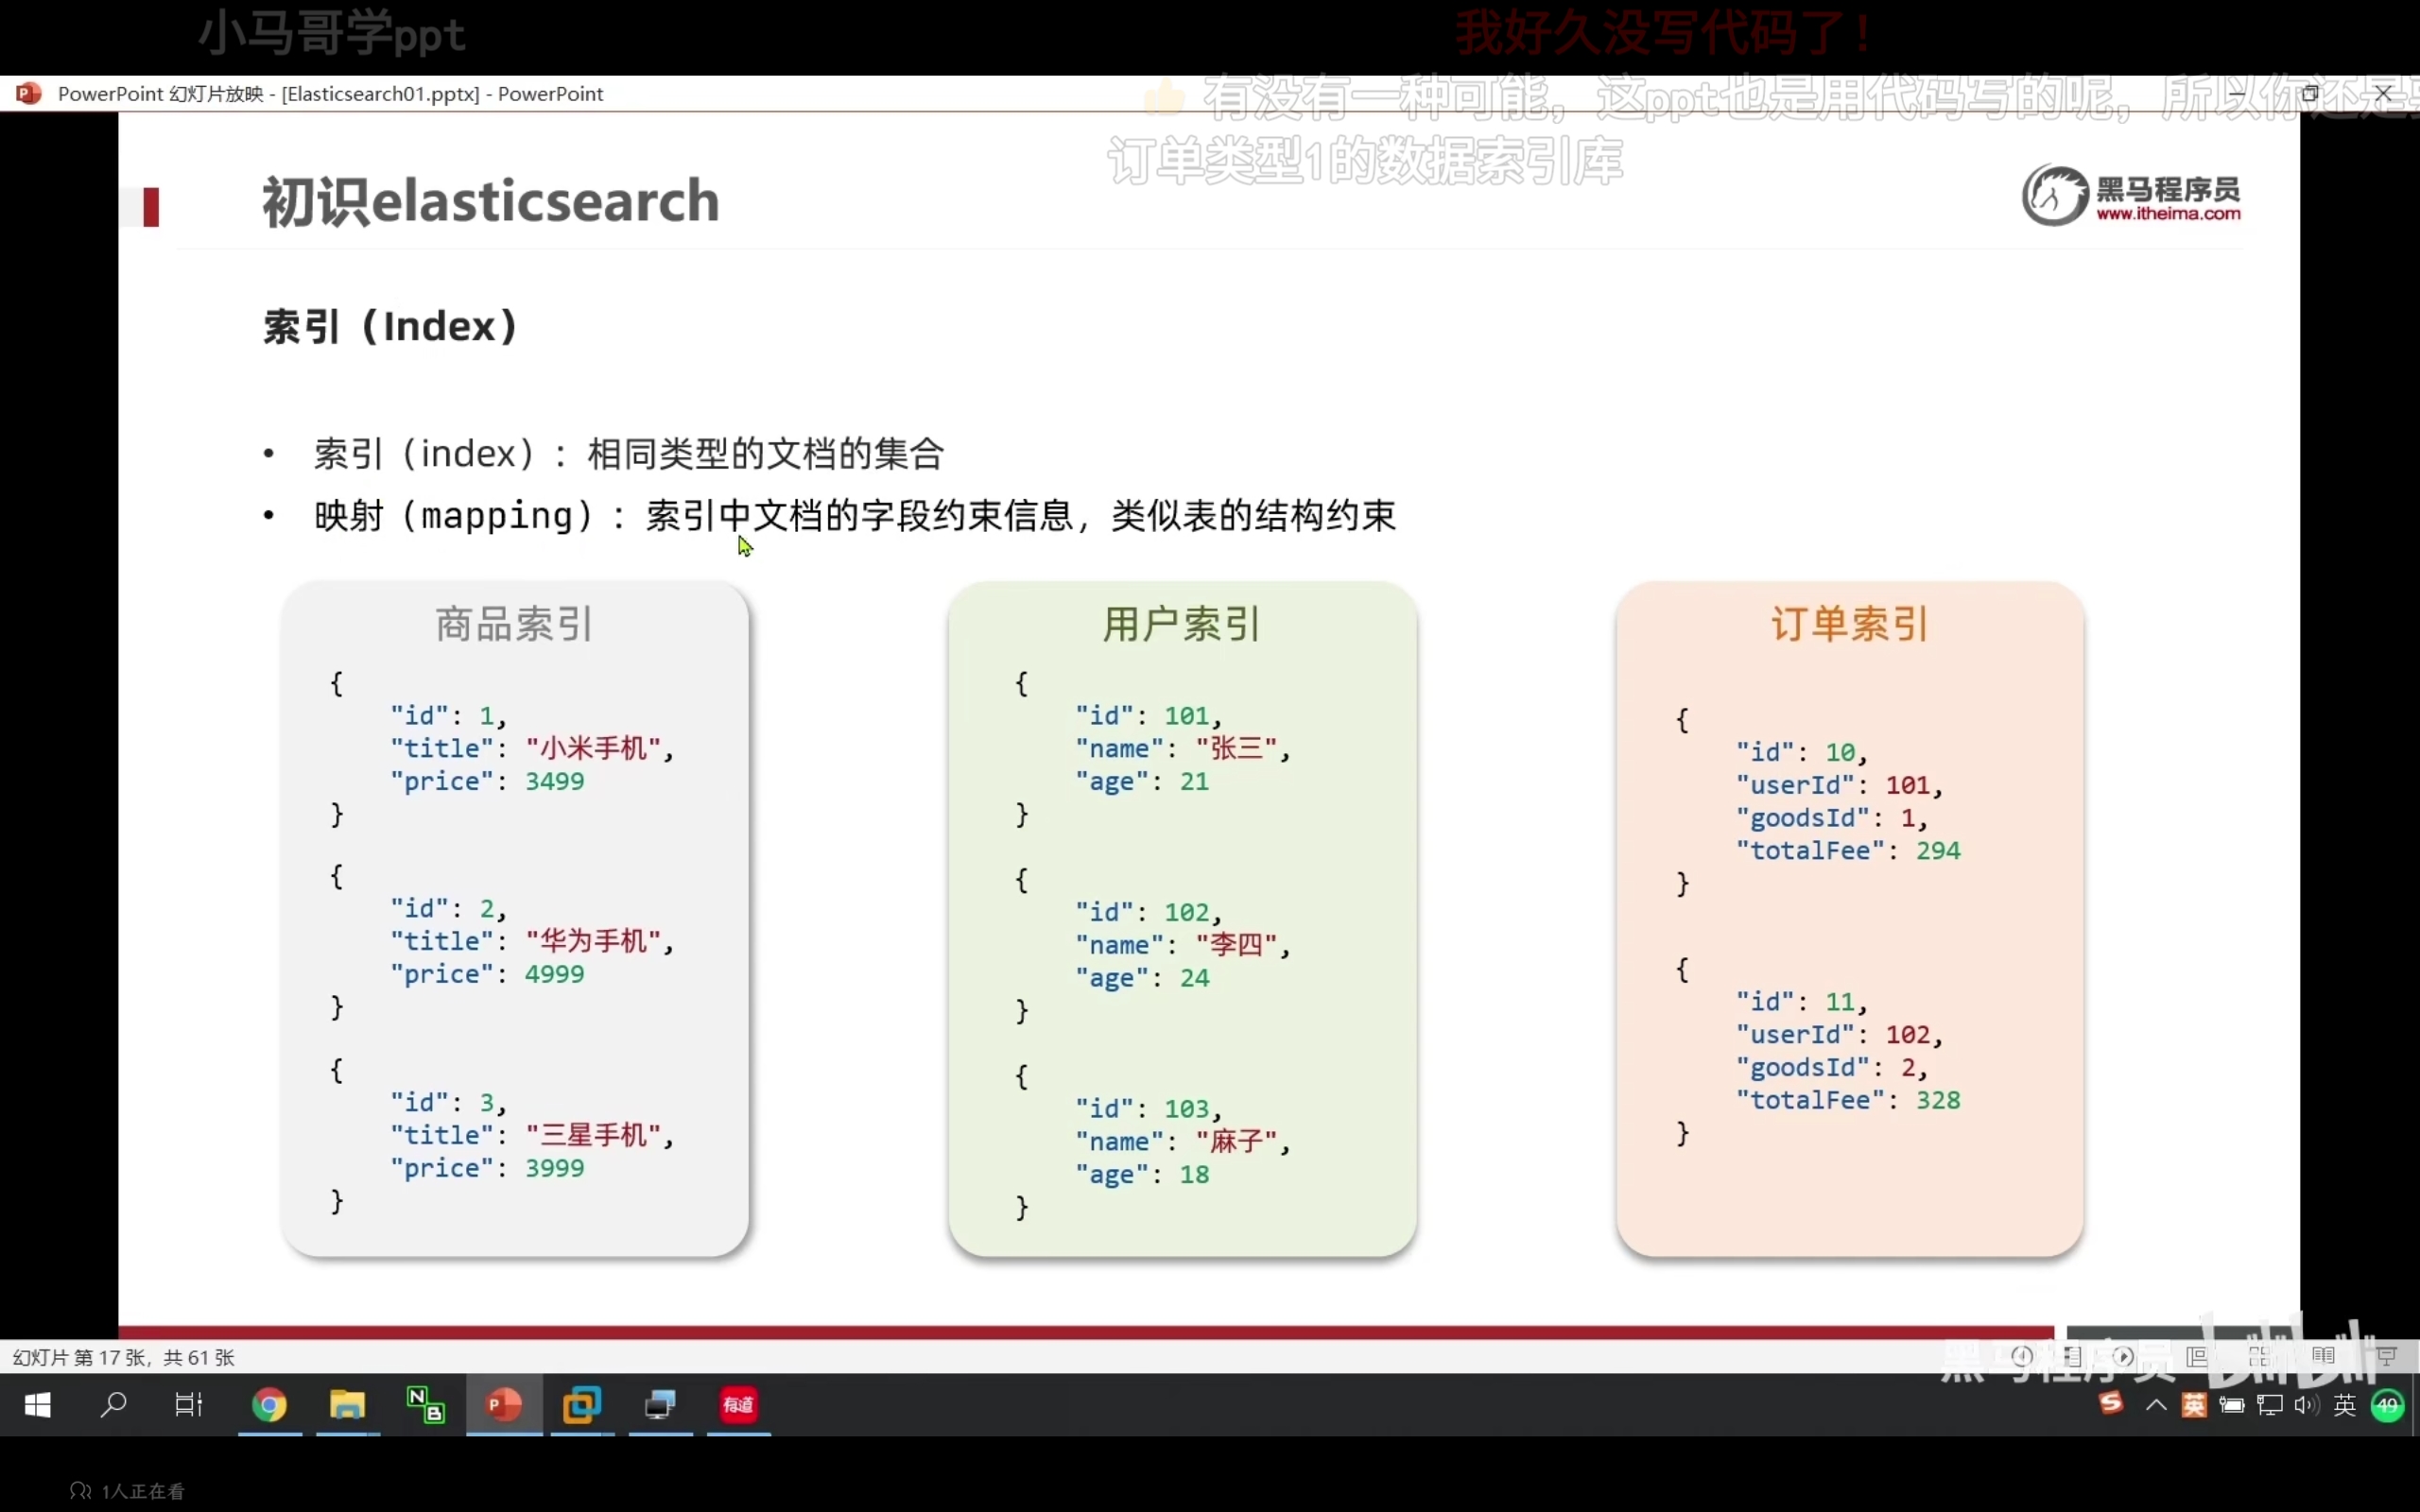 小马哥学ppt
我好久没写代码了！
PowerPoint 幻灯片放映 - [Elasticsearch01.pptx] - PowerPoint
有没有一种可能，这ppt也是用代码写的呢，所以你还是
订单类型1的数据索引库
初识elasticsearch
黑马程序员
www.itheima.com
索引（Index）
• 索引（index）：相同类型的文档的集合
• 映射（mapping）：索引中文档的字段约束信息，类似表的结构约束
商品索引
{
"id": 1,
"title": "小米手机",
"price": 3499
}
{
"id": 2,
"title": "华为手机",
"price": 4999
}
{
"id": 3,
"title": "三星手机",
"price": 3999
}
用户索引
{
"id": 101,
"name": "张三",
"age": 21
}
{
"id": 102,
"name": "李四",
"age": 24
}
{
"id": 103,
"name": "麻子",
"age": 18
}
订单索引
{
"id": 10,
"userId": 101,
"goodsId": 1,
"totalFee": 294
}
{
"id": 11,
"userId": 102,
"goodsId": 2,
"totalFee": 328
}
幻灯片 第 17 张，共 61 张
黑马程序员 bilibili
有道
英
英
49
1人正在看